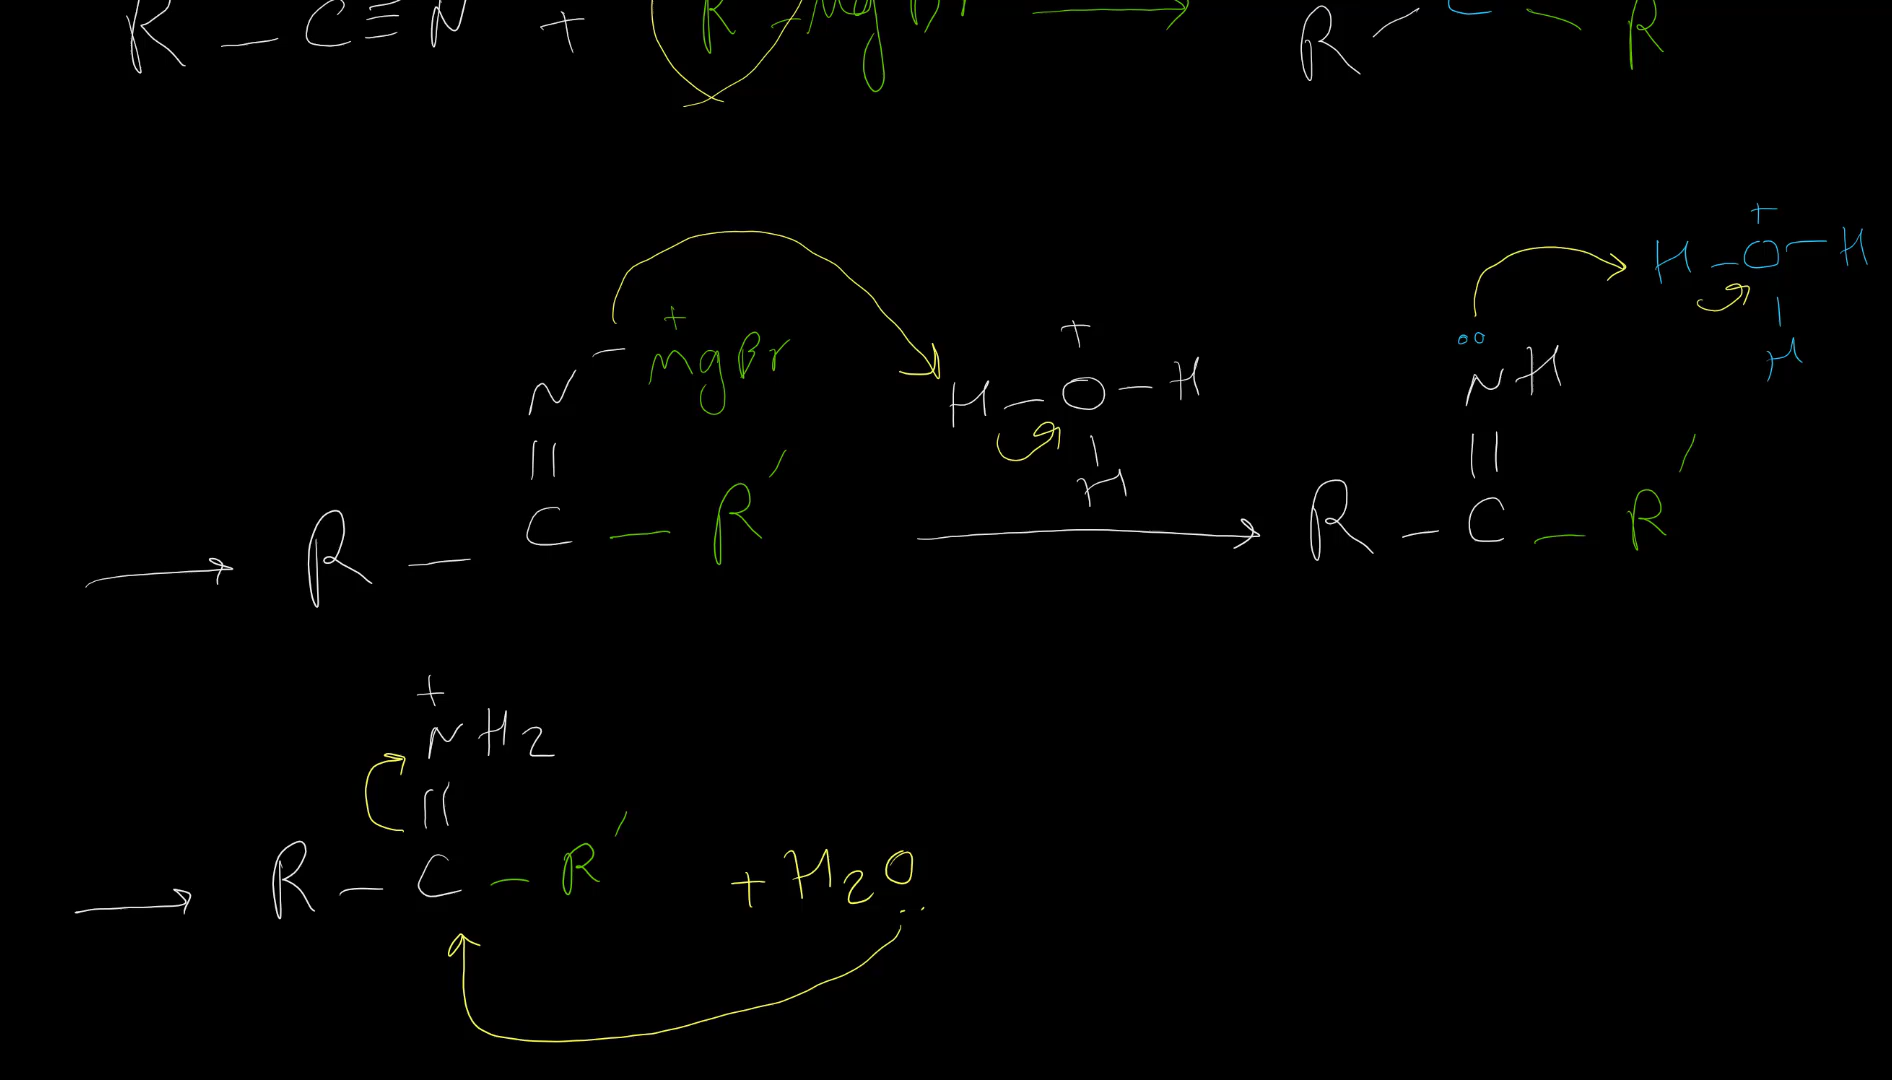 R — C ≡ N + R – MgBr ⟶ R – C – R
+
H – O – H
H
+
MgBr
N –
||
R — C — R′
+
H – O – H
H
⟶
NH
||
R – C – R′
+
NH2
||
⟶ R – C – R′ + H2O